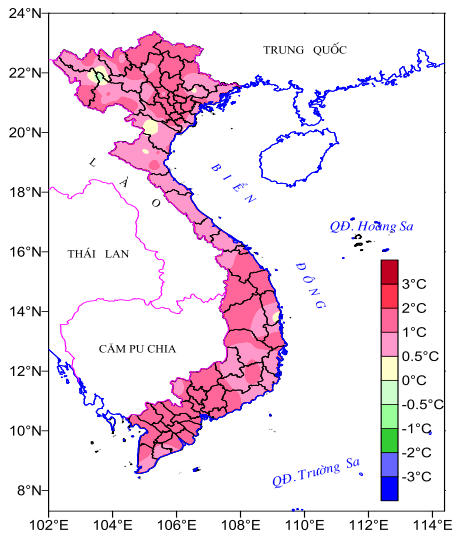 24°N
22°N
20°N
18°N
16°N
14°N
12°N
10°N
8°N
TRUNG QUỐC
LÀO
BIỂN
ĐÔNG
QĐ. Hoàng Sa
THÁI LAN
CĂM PU CHIA
QĐ. Trường Sa
3°C
2°C
1°C
0.5°C
0°C
-0.5°C
-1°C
-2°C
-3°C
102°E 104°E 106°E 108°E 110°E 112°E 114°E